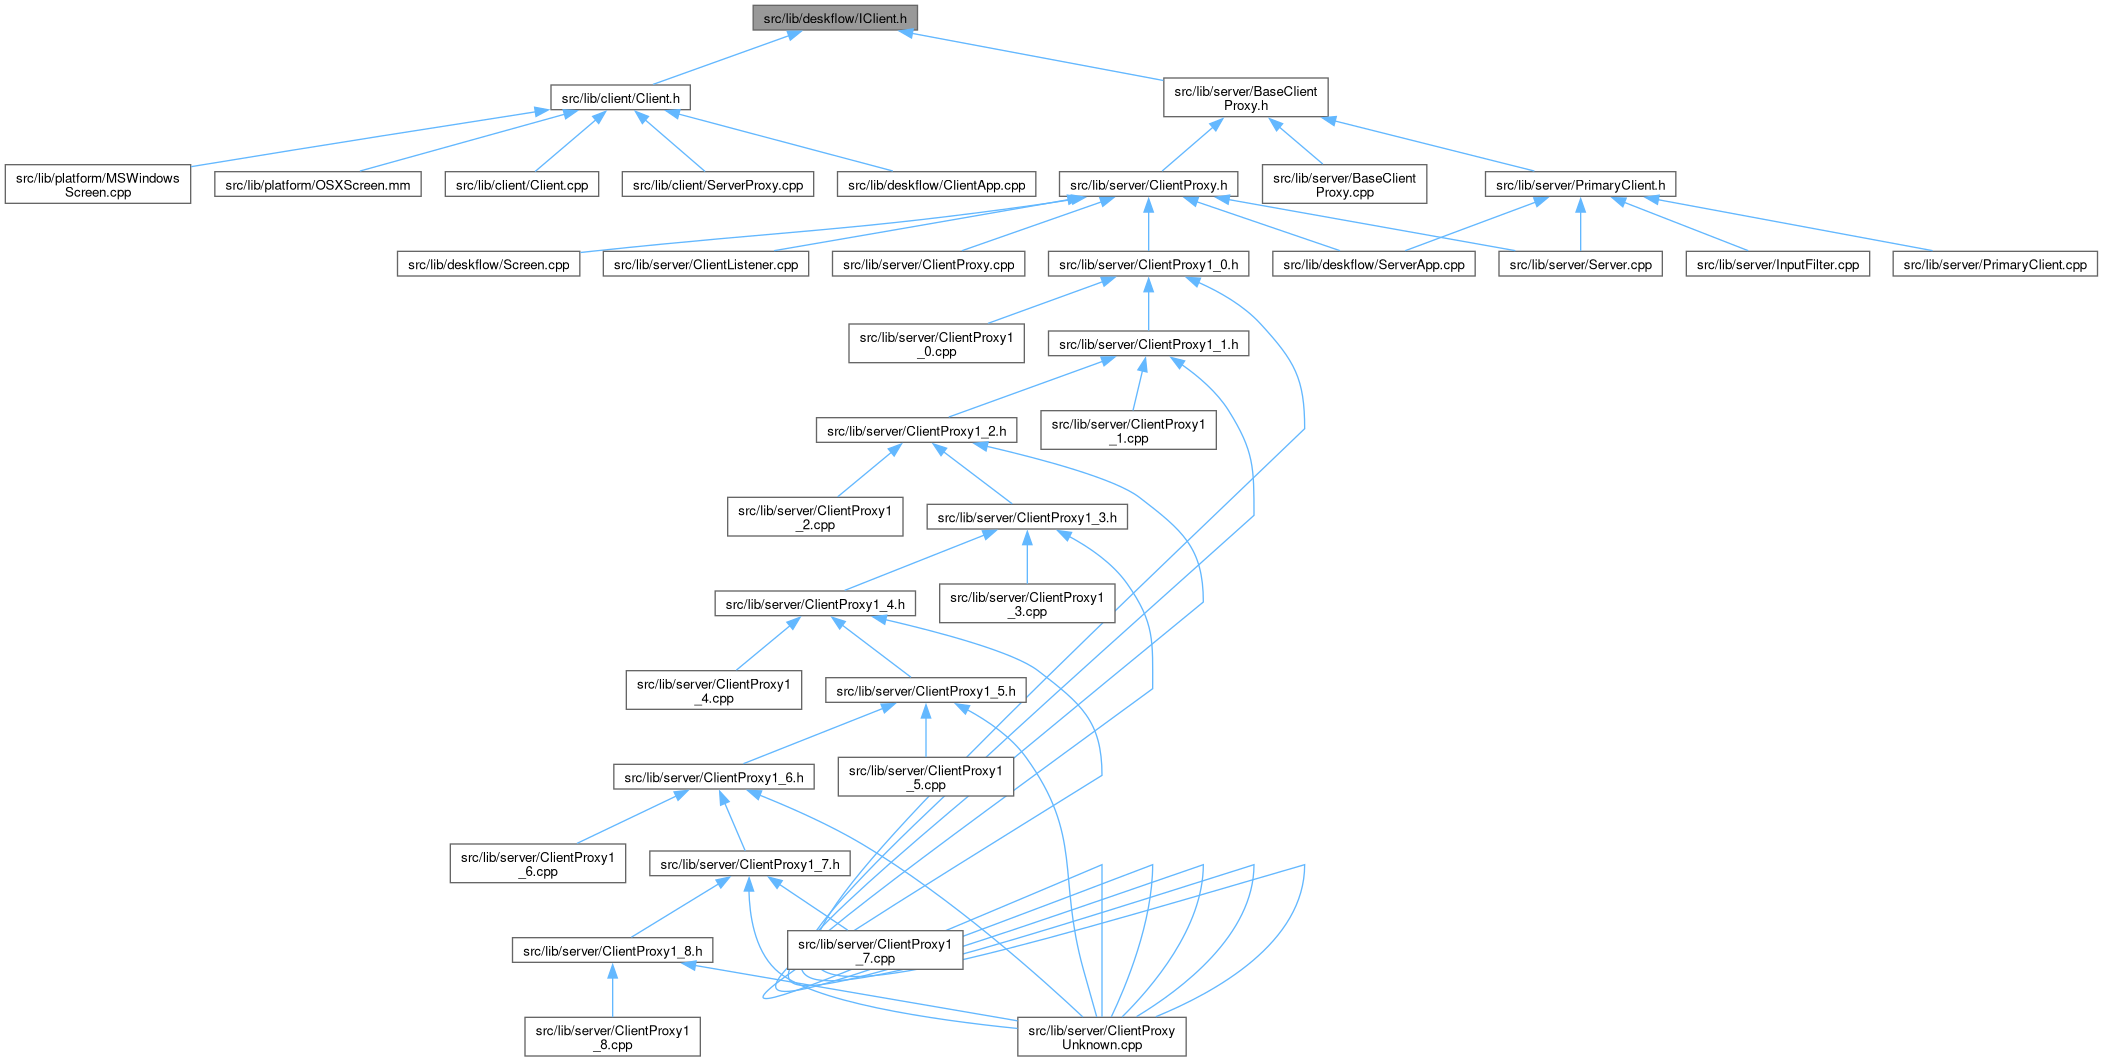 src/lib/deskflow/IClient.h
src/lib/client/Client.h
src/lib/server/BaseClient
Proxy.h
src/lib/platform/MSWindows
Screen.cpp
src/lib/platform/OSXScreen.mm
src/lib/client/Client.cpp
src/lib/client/ServerProxy.cpp
src/lib/deskflow/ClientApp.cpp
src/lib/server/ClientProxy.h
src/lib/server/BaseClient
Proxy.cpp
src/lib/server/PrimaryClient.h
src/lib/deskflow/Screen.cpp
src/lib/server/ClientListener.cpp
src/lib/server/ClientProxy.cpp
src/lib/server/ClientProxy1_0.h
src/lib/deskflow/ServerApp.cpp
src/lib/server/Server.cpp
src/lib/server/InputFilter.cpp
src/lib/server/PrimaryClient.cpp
src/lib/server/ClientProxy1
_0.cpp
src/lib/server/ClientProxy1_1.h
src/lib/server/ClientProxy1_2.h
src/lib/server/ClientProxy1
_1.cpp
src/lib/server/ClientProxy1
_2.cpp
src/lib/server/ClientProxy1_3.h
src/lib/server/ClientProxy1_4.h
src/lib/server/ClientProxy1
_3.cpp
src/lib/server/ClientProxy1
_4.cpp
src/lib/server/ClientProxy1_5.h
src/lib/server/ClientProxy1_6.h
src/lib/server/ClientProxy1
_5.cpp
src/lib/server/ClientProxy1
_6.cpp
src/lib/server/ClientProxy1_7.h
src/lib/server/ClientProxy1_8.h
src/lib/server/ClientProxy1
_7.cpp
src/lib/server/ClientProxy1
_8.cpp
src/lib/server/ClientProxy
Unknown.cpp